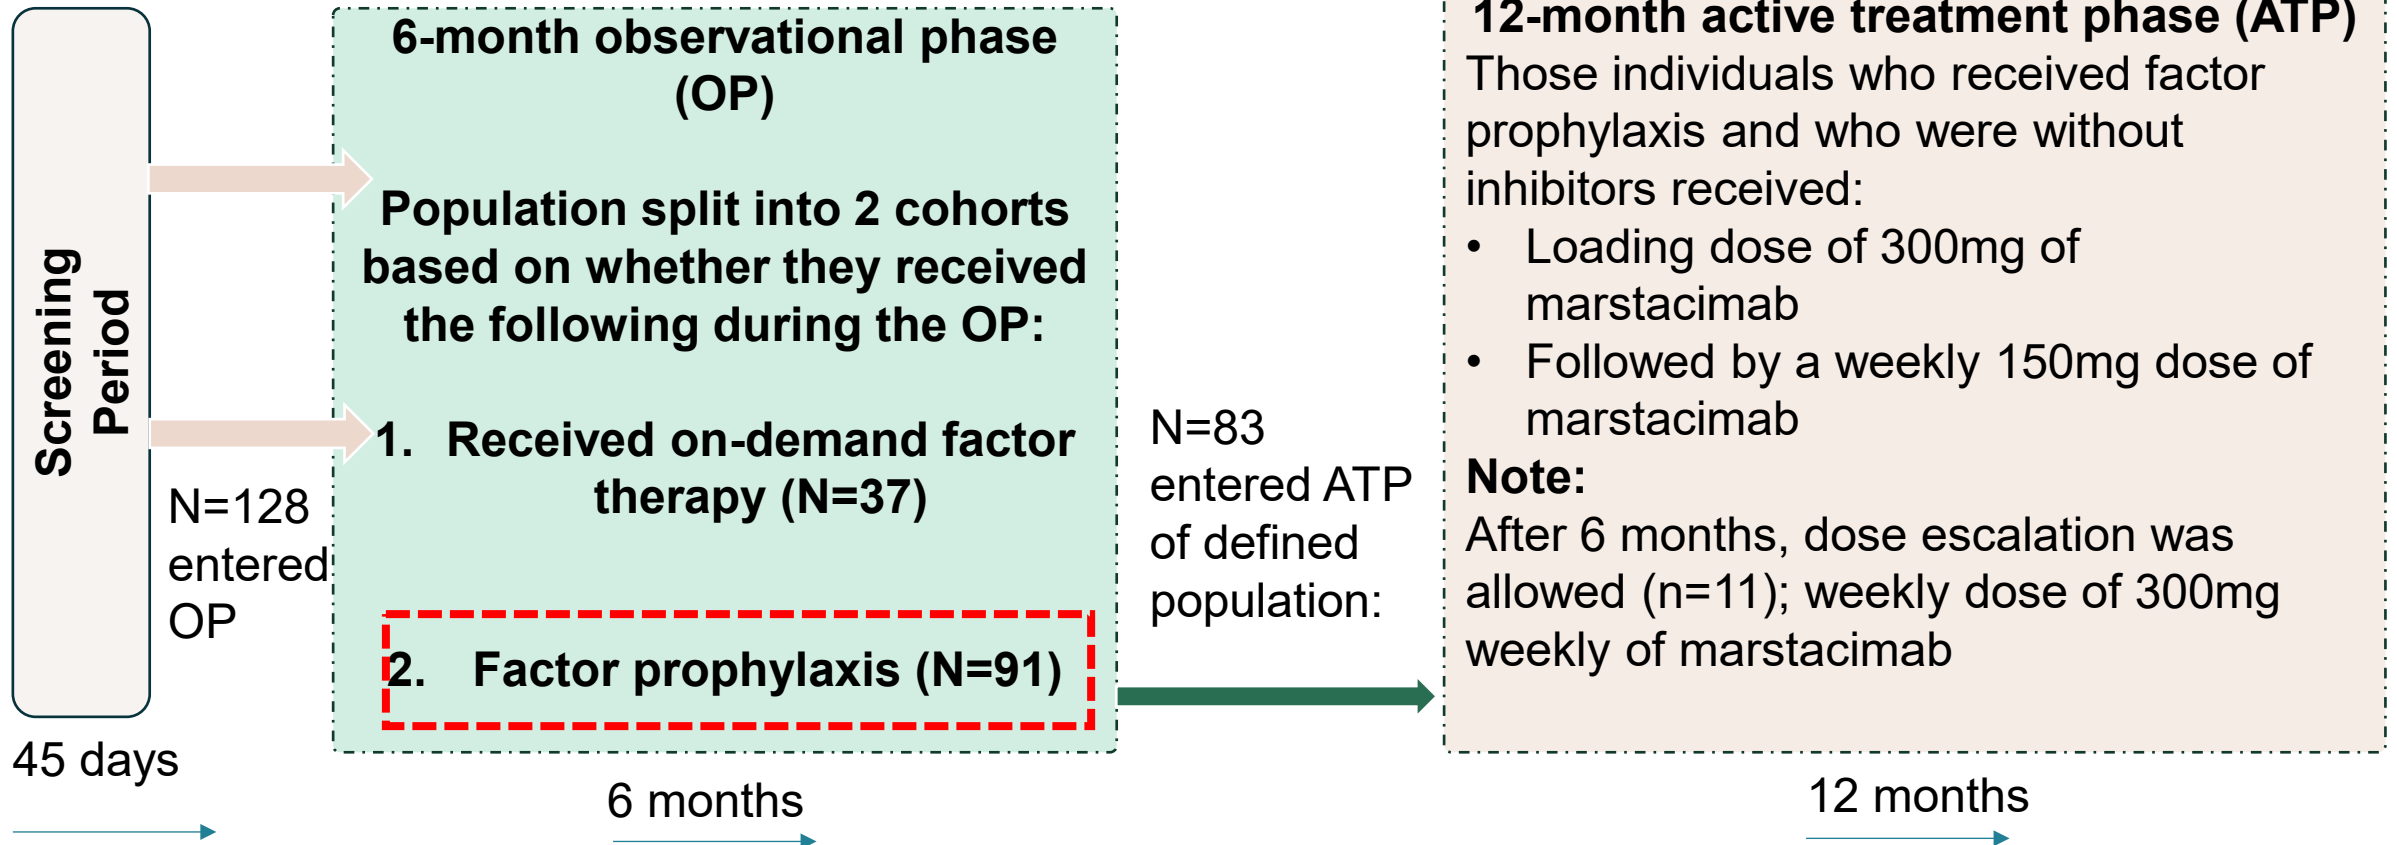 Screening
Period
45 days
N=128
entered
OP
6-month observational phase
(OP)
Population split into 2 cohorts
based on whether they received
the following during the OP:
1. Received on-demand factor
therapy (N=37)
2. Factor prophylaxis (N=91)
6 months
N=83
entered ATP
of defined
population:
12-month active treatment phase (ATP)
Those individuals who received factor
prophylaxis and who were without
inhibitors received:
• Loading dose of 300mg of
marstacimab
• Followed by a weekly 150mg dose of
marstacimab
Note:
After 6 months, dose escalation was
allowed (n=11); weekly dose of 300mg
weekly of marstacimab
12 months